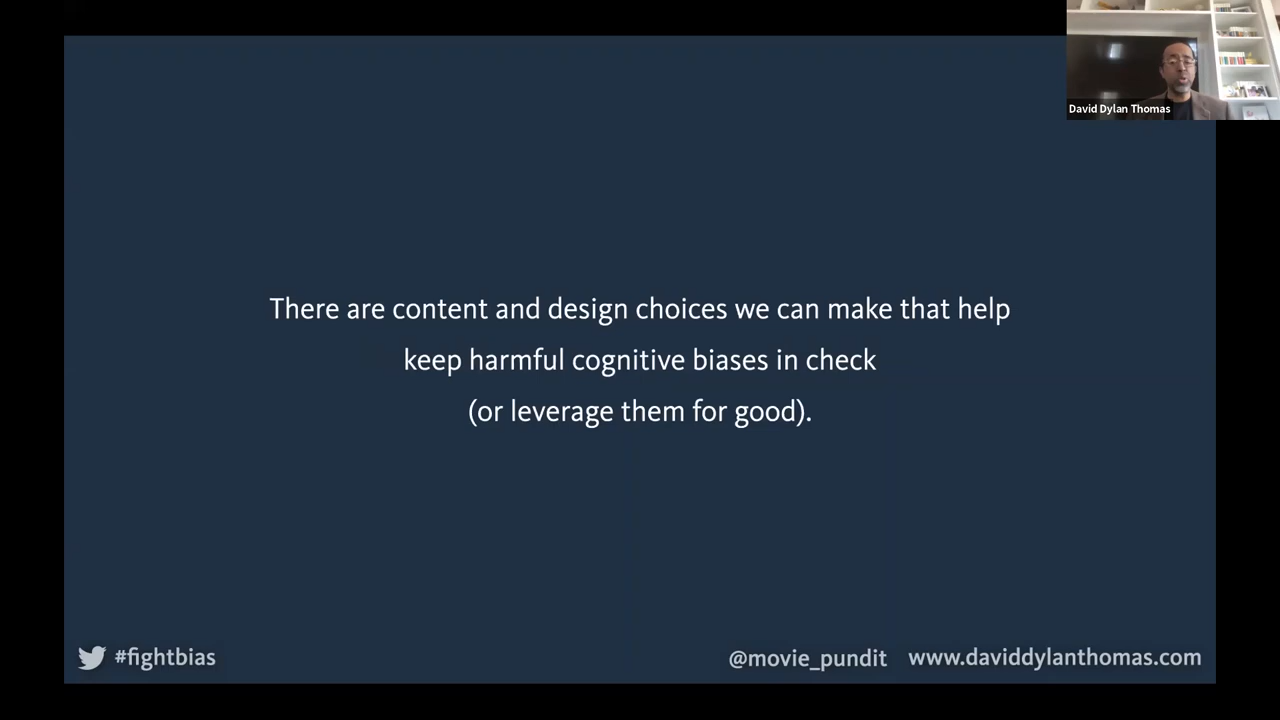 David Dylan Thomas
There are content and design choices we can make that help
keep harmful cognitive biases in check
(or leverage them for good).
#fightbias
@movie_pundit www.daviddylanthomas.com